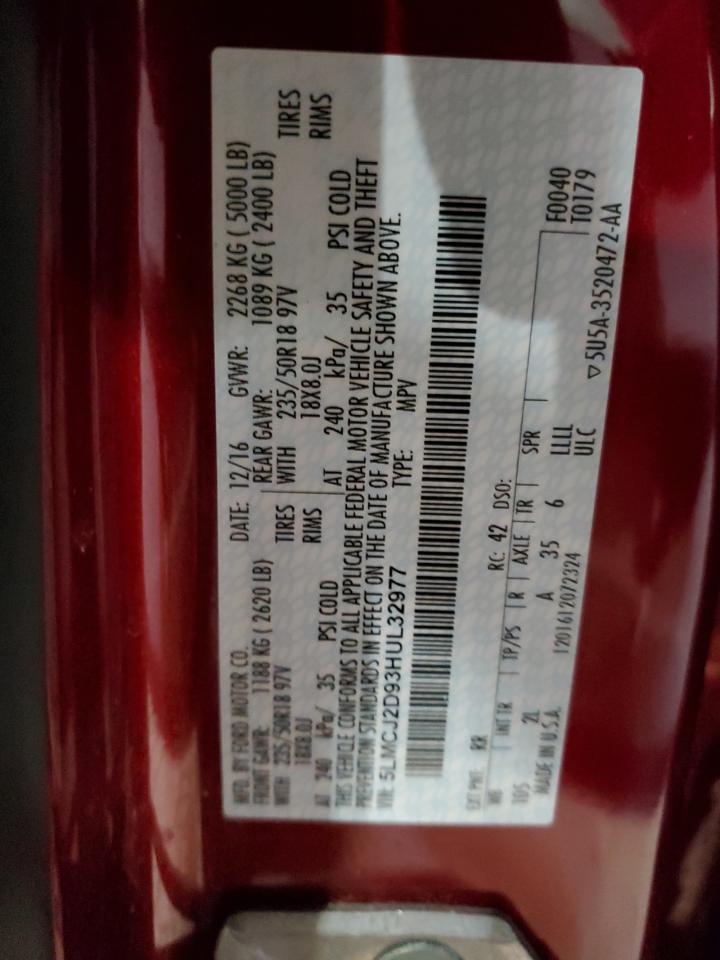 MFD. BY FORD MOTOR CO.
DATE: 12/16 GVWR: 2268 KG ( 5000 LB)
FRONT GAWR: 1188 KG ( 2620 LB)
REAR GAWR: 1089 KG ( 2400 LB)
WITH 235/50R18 97V TIRES
WITH 235/50R18 97V TIRES
18X8.0J RIMS
18X8.0J RIMS
AT 240 kPa/ 35 PSI COLD
AT 240 kPa/ 35 PSI COLD
THIS VEHICLE CONFORMS TO ALL APPLICABLE FEDERAL MOTOR VEHICLE SAFETY AND THEFT
PREVENTION STANDARDS IN EFFECT ON THE DATE OF MANUFACTURE SHOWN ABOVE.
VIN: 5LMCJ2D93HUL32977 TYPE: MPV
EXT PNT: RR RC: 42 DSO:
WB INT TR TP/PS R AXLE TR SPR F0040
105 2L A 35 6 LLLL T0179
MADE IN U.S.A. 1201612072324 ULC
▽5U5A-3520472-AA